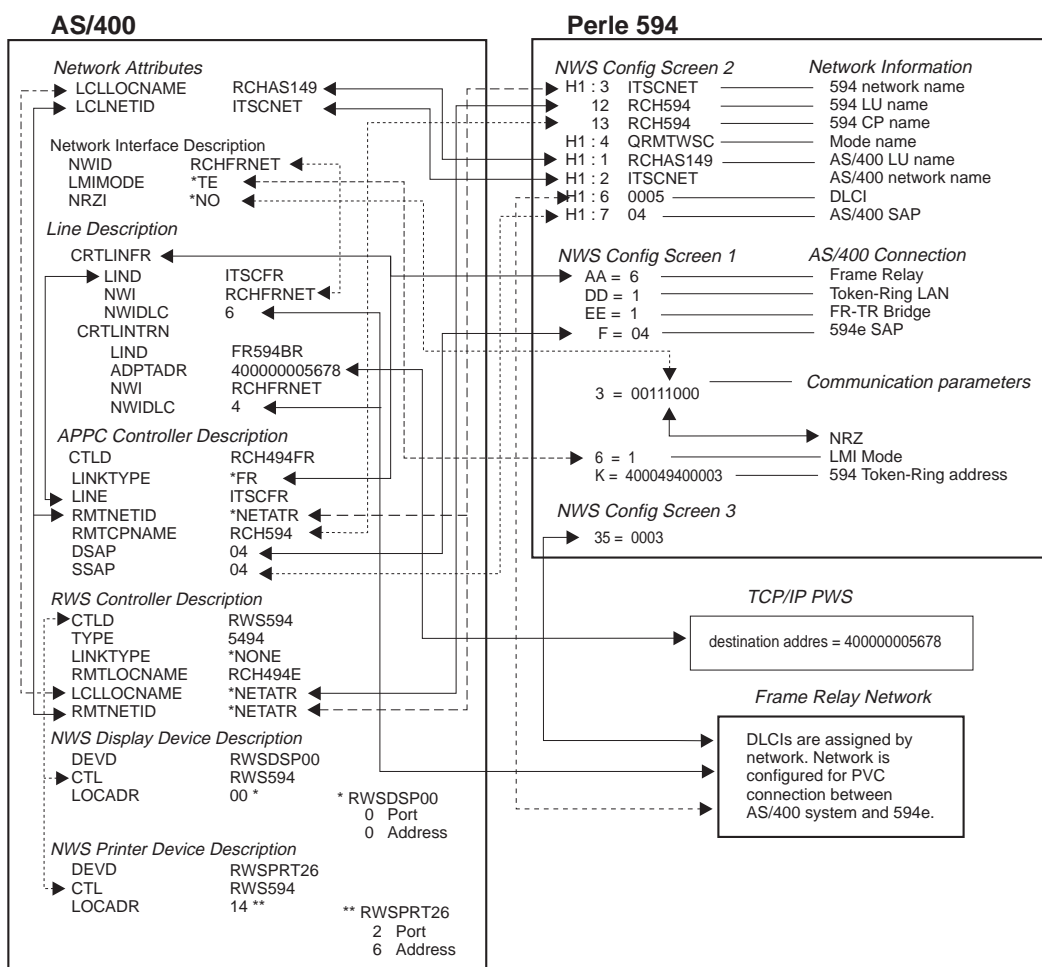 AS/400
Network Attributes
LCLLOCNAME RCHAS149
LCLNETID ITSCNET
Network Interface Description
NWID RCHFRNET
LMIMODE *TE
NRZI *NO
Line Description
CRTLINFR
LIND ITSCFR
NWI RCHFRNET
NWIDLC 6
CRTLINTRN
LIND FR594BR
ADPTADR 400000005678
NWI RCHFRNET
NWIDLC 4
APPC Controller Description
CTLD RCH494FR
LINKTYPE *FR
LINE ITSCFR
RMTNETID *NETATR
RMTCPNAME RCH594
DSAP 04
SSAP 04
RWS Controller Description
CTLD RWS594
TYPE 5494
LINKTYPE *NONE
RMTLOCNAME RCH494E
LCLLOCNAME *NETATR
RMTNETID *NETATR
NWS Display Device Description
DEVD RWSDSP00
CTL RWS594
LOCADR 00 *
* RWSDSP00
0 Port
0 Address
NWS Printer Device Description
DEVD RWSPRT26
CTL RWS594
LOCADR 14 **
** RWSPRT26
2 Port
6 Address
Perle 594
NWS Config Screen 2 Network Information
H1 : 3 ITSCNET 594 network name
12 RCH594 594 LU name
13 RCH594 594 CP name
H1 : 4 QRMTWSC Mode name
H1 : 1 RCHAS149 AS/400 LU name
H1 : 2 ITSCNET AS/400 network name
H1 : 6 0005 DLCI
H1 : 7 04 AS/400 SAP
NWS Config Screen 1 AS/400 Connection
AA = 6 Frame Relay
DD = 1 Token-Ring LAN
EE = 1 FR-TR Bridge
F = 04 594e SAP
3 = 00111000 Communication parameters
NRZ
6 = 1 LMI Mode
K = 400049400003 594 Token-Ring address
NWS Config Screen 3
35 = 0003
TCP/IP PWS
destination addres = 400000005678
Frame Relay Network
DLCIs are assigned by
network. Network is
configured for PVC
connection between
AS/400 system and 594e.